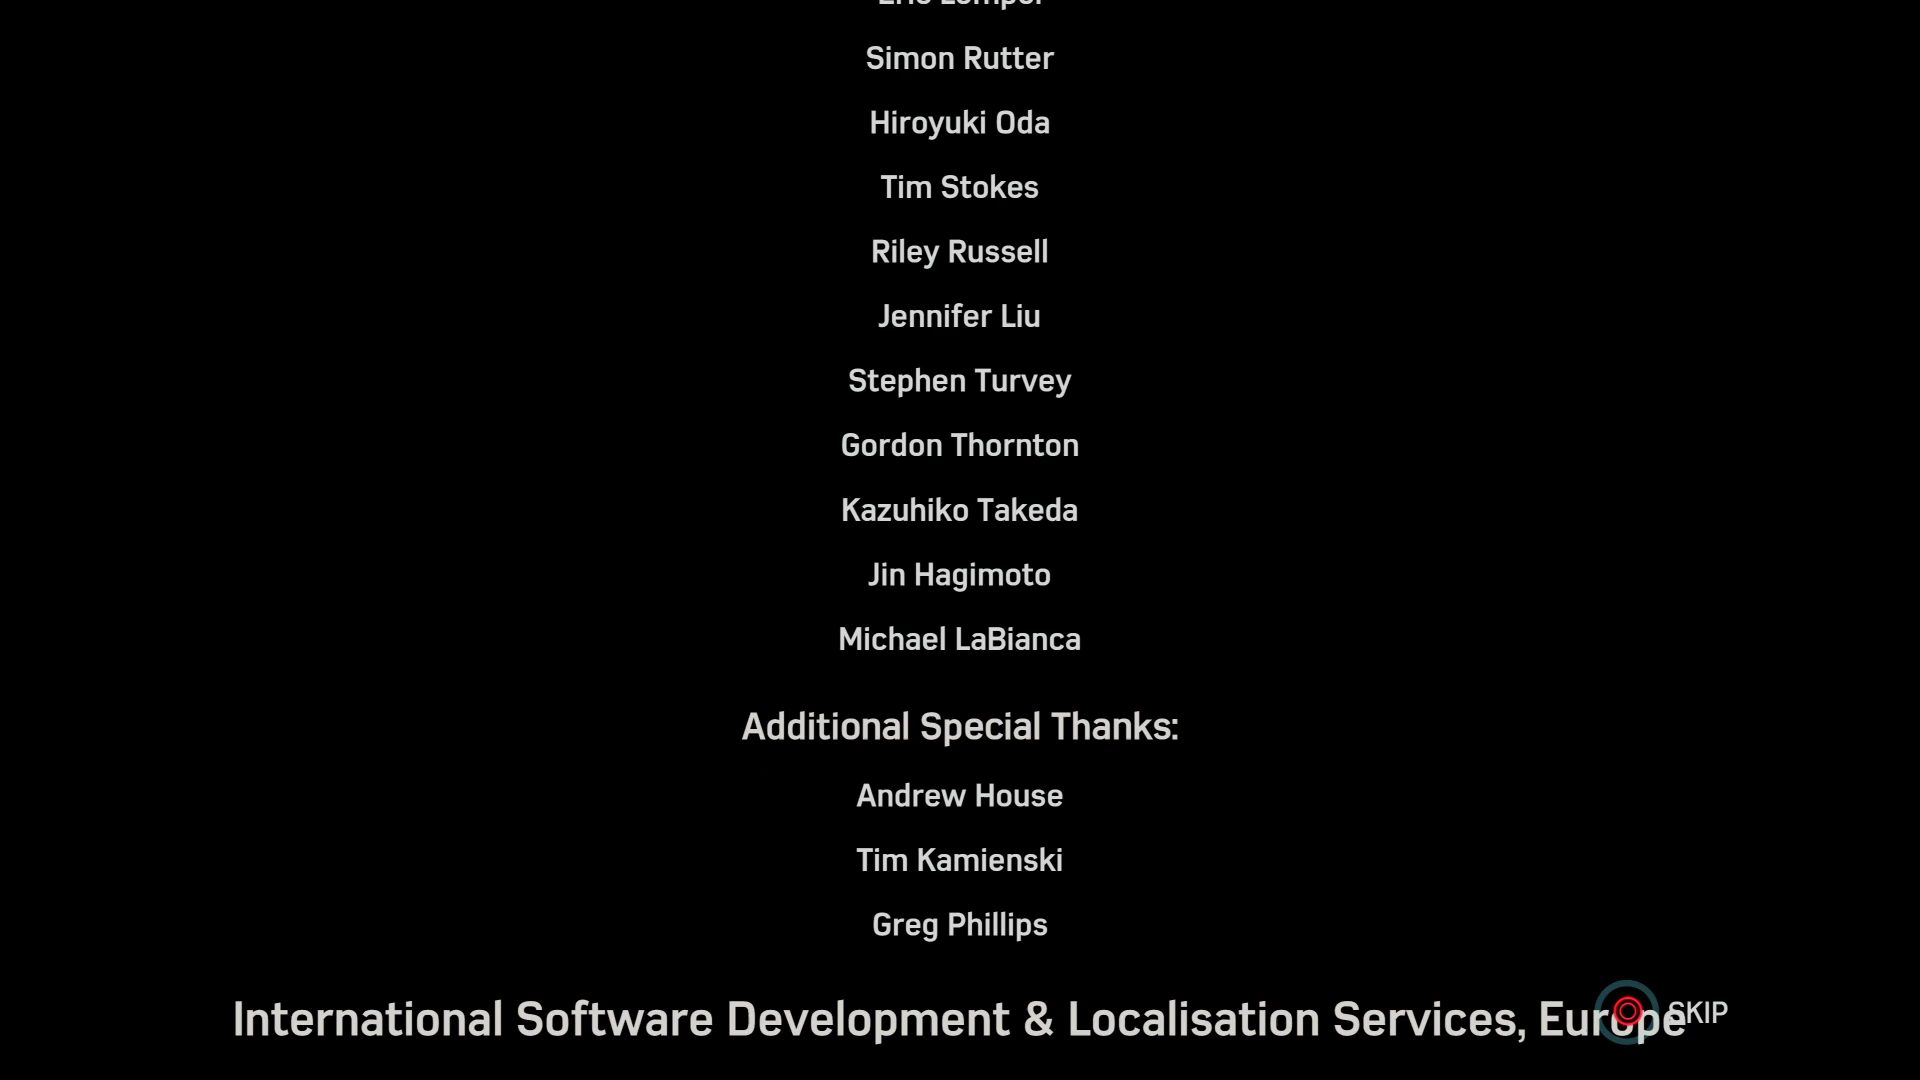 Simon Rutter
Hiroyuki Oda
Tim Stokes
Riley Russell
Jennifer Liu
Stephen Turvey
Gordon Thornton
Kazuhiko Takeda
Jin Hagimoto
Michael LaBianca
Additional Special Thanks:
Andrew House
Tim Kamienski
Greg Phillips
International Software Development & Localisation Services, Europe
SKIP